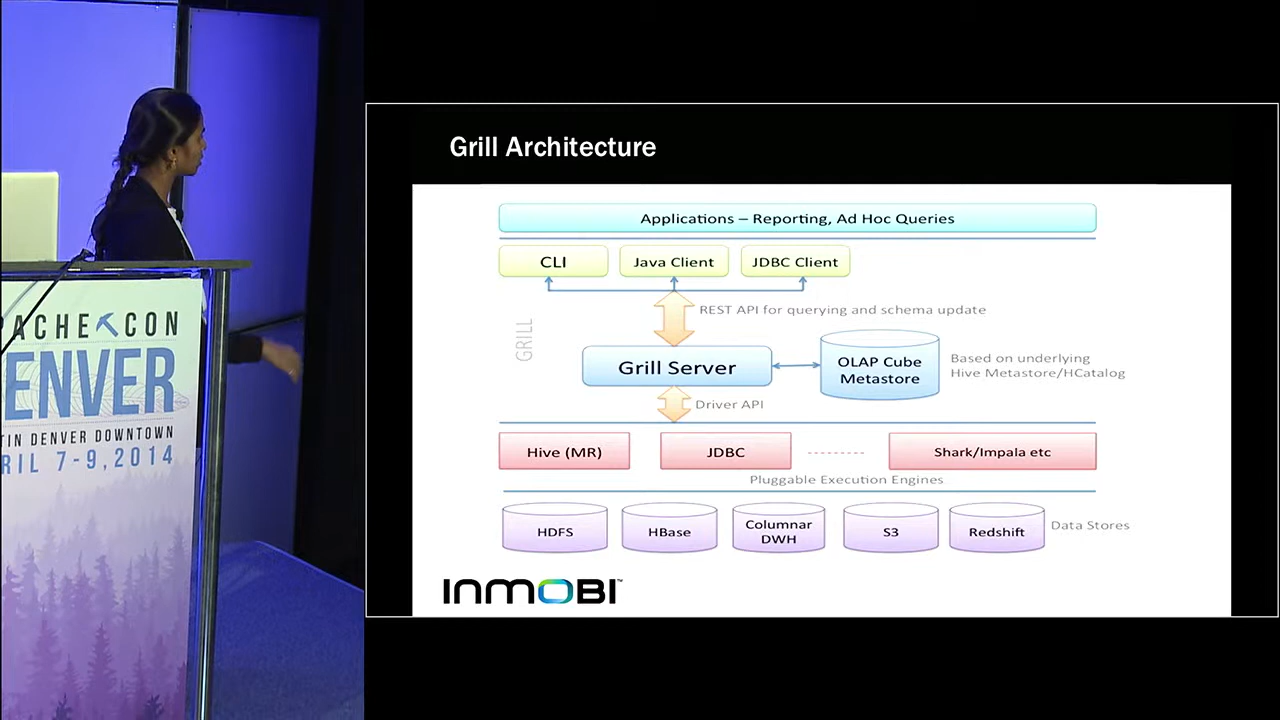 Grill Architecture
Applications – Reporting, Ad Hoc Queries
CLI
Java Client
JDBC Client
REST API for querying and schema update
GRILL
Grill Server
OLAP Cube
Metastore
Based on underlying
Hive Metastore/HCatalog
Driver API
Hive (MR)
JDBC
Shark/Impala etc
Pluggable Execution Engines
HDFS
HBase
Columnar
DWH
S3
Redshift
Data Stores
INMOBI™
PACHE CON
ENVER
TIN DENVER DOWNTOWN
RIL 7-9, 2014